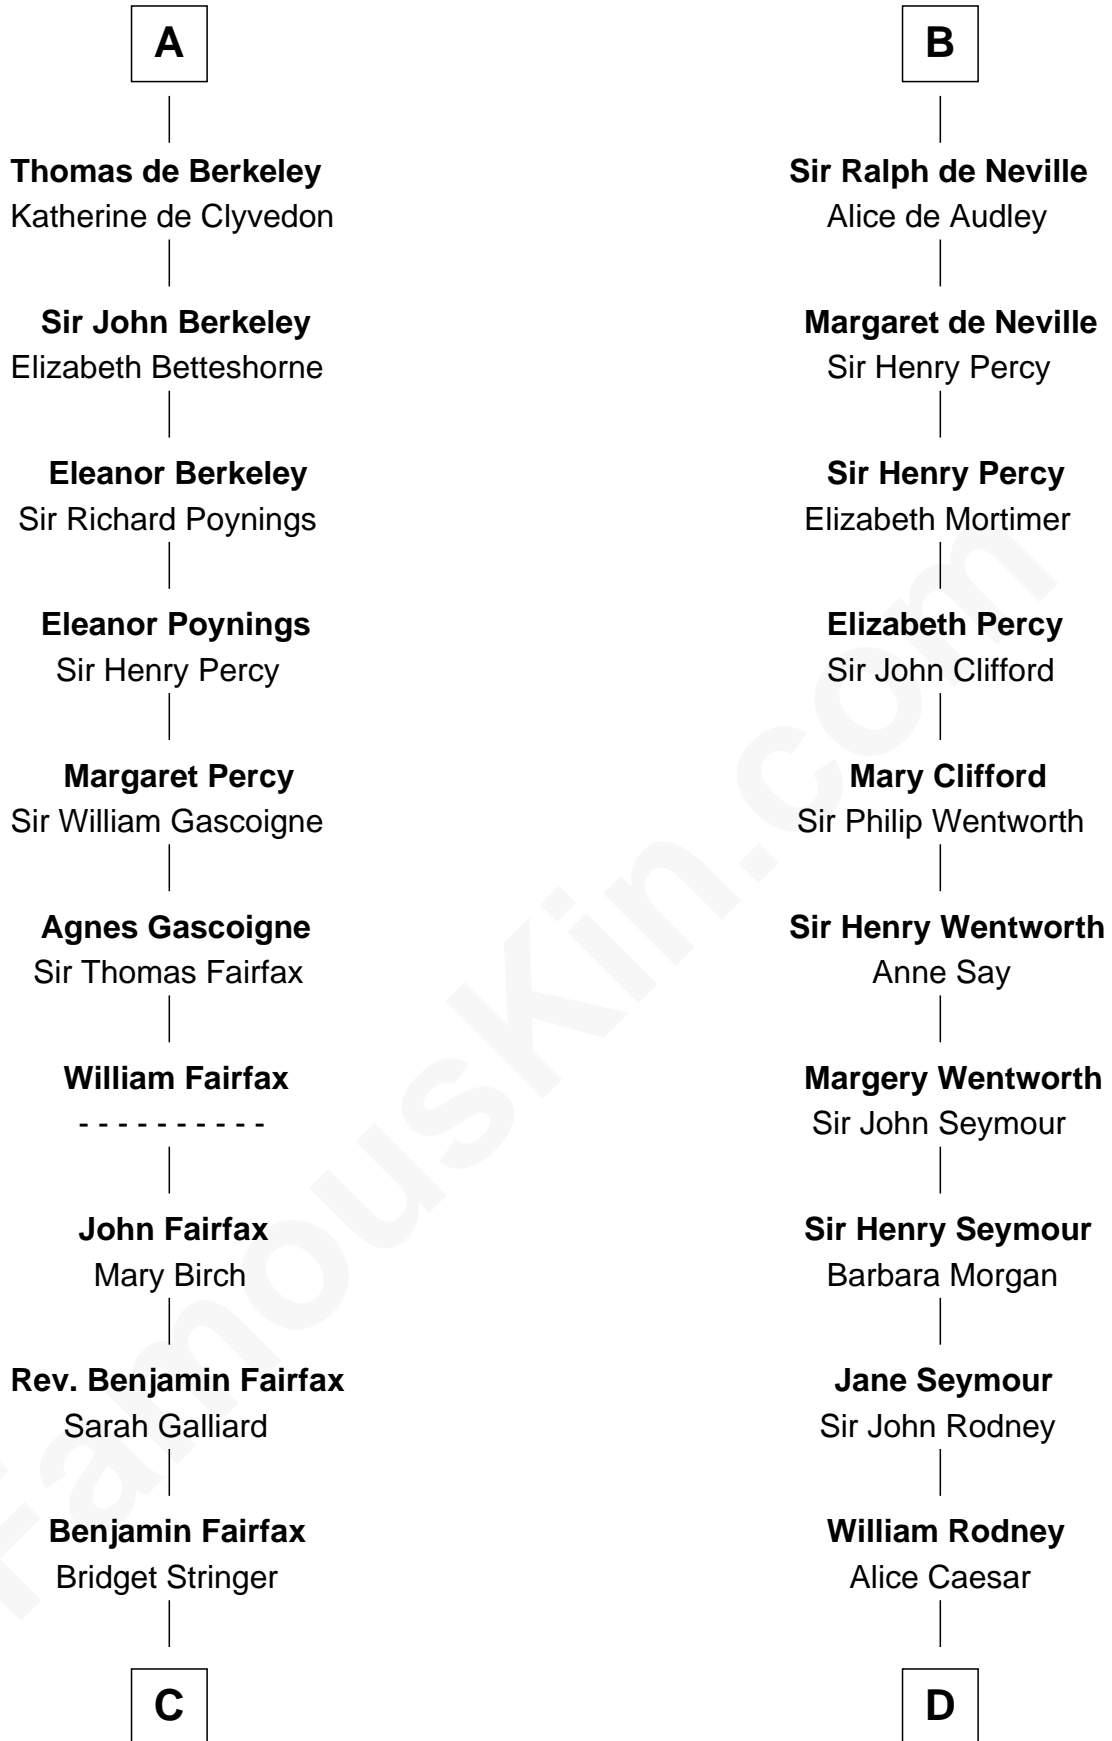 A
Thomas de Berkeley
Katherine de Clyvedon
Sir John Berkeley
Elizabeth Betteshorne
Eleanor Berkeley
Sir Richard Poynings
Eleanor Poynings
Sir Henry Percy
Margaret Percy
Sir William Gascoigne
Agnes Gascoigne
Sir Thomas Fairfax
William Fairfax
- - - - - - - - - -
John Fairfax
Mary Birch
Rev. Benjamin Fairfax
Sarah Galliard
Benjamin Fairfax
Bridget Stringer
C
B
Sir Ralph de Neville
Alice de Audley
Margaret de Neville
Sir Henry Percy
Sir Henry Percy
Elizabeth Mortimer
Elizabeth Percy
Sir John Clifford
Mary Clifford
Sir Philip Wentworth
Sir Henry Wentworth
Anne Say
Margery Wentworth
Sir John Seymour
Sir Henry Seymour
Barbara Morgan
Jane Seymour
Sir John Rodney
William Rodney
Alice Caesar
D
FamousKin.com